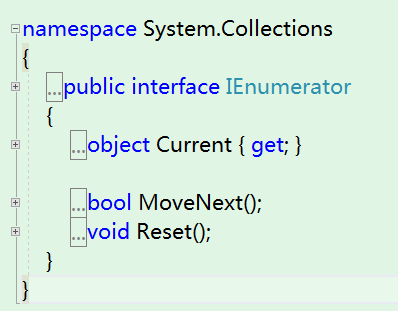 namespace System.Collections
{
...public interface IEnumerator
{
...object Current { get; }
...bool MoveNext();
...void Reset();
}
}